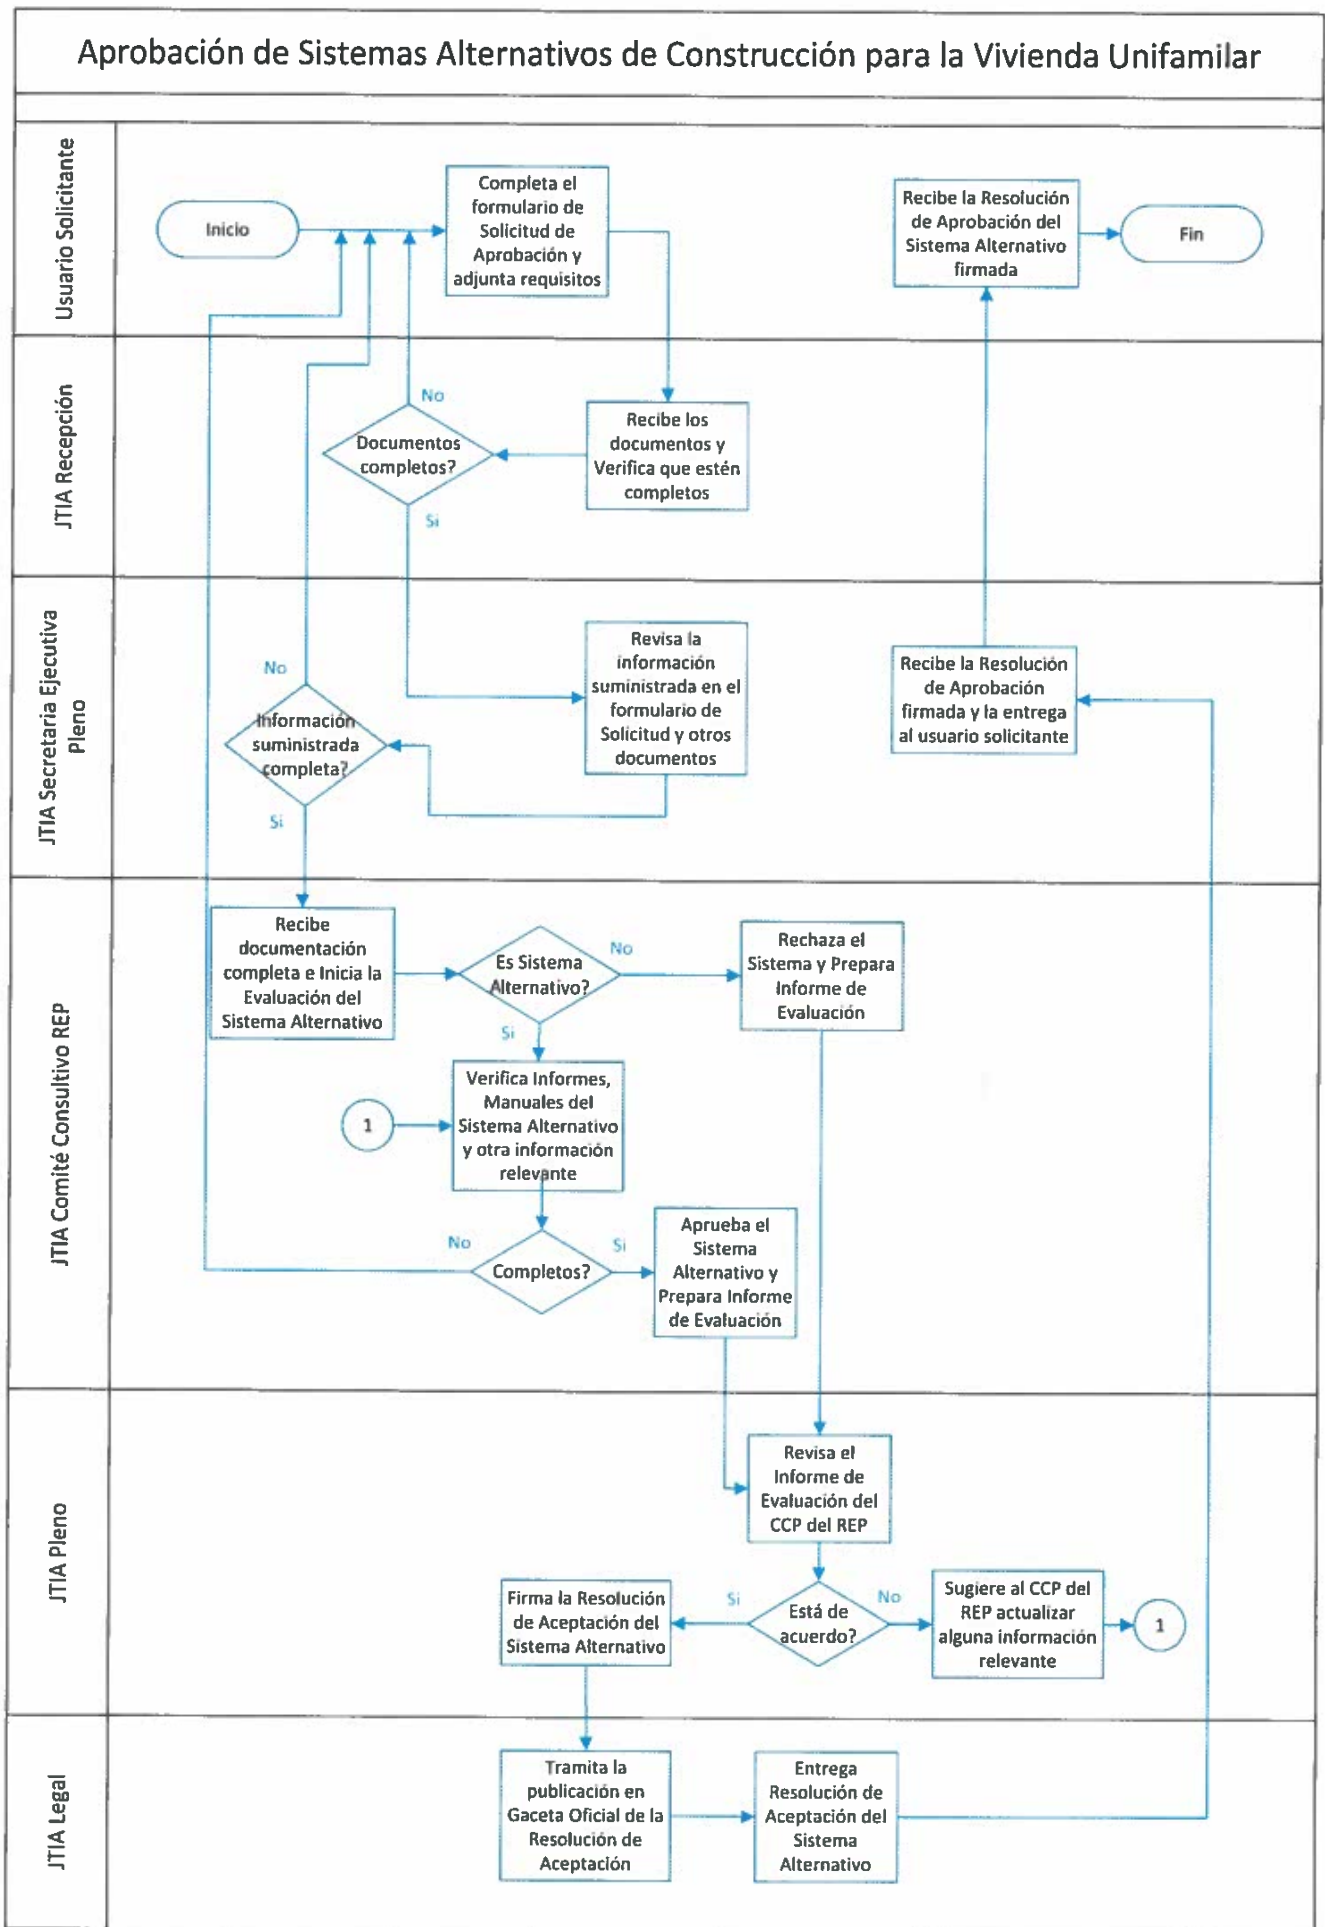 Aprobación de Sistemas Alternativos de Construcción para la Vivienda Unifamilar
Usuario Solicitante
Inicio
Completa el
formulario de
Solicitud de
Aprobación y
adjunta requisitos
Recibe la Resolución
de Aprobación del
Sistema Alternativo
firmada
Fin
JTIA Recepción
No
Documentos
completos?
Si
Recibe los
documentos y
Verifica que estén
completos
JTIA Secretaria Ejecutiva
Pleno
No
Información
suministrada
completa?
Si
Revisa la
información
suministrada en el
formulario de
Solicitud y otros
documentos
Recibe la Resolución
de Aprobación
firmada y la entrega
al usuario solicitante
JTIA Comité Consultivo REP
Recibe
documentación
completa e Inicia la
Evaluación del
Sistema Alternativo
Es Sistema
Alternativo?
No
Si
Rechaza el
Sistema y Prepara
Informe de
Evaluación
1
Verifica Informes,
Manuales del
Sistema Alternativo
y otra información
relevante
No
Completos?
Si
Aprueba el
Sistema
Alternativo y
Prepara Informe
de Evaluación
JTIA Pleno
Revisa el
Informe de
Evaluación del
CCP del REP
Firma la Resolución
de Aceptación del
Sistema Alternativo
Si
Está de
acuerdo?
No
Sugiere al CCP del
REP actualizar
alguna información
relevante
1
JTIA Legal
Tramita la
publicación en
Gaceta Oficial de la
Resolución de
Aceptación
Entrega
Resolución de
Aceptación del
Sistema
Alternativo